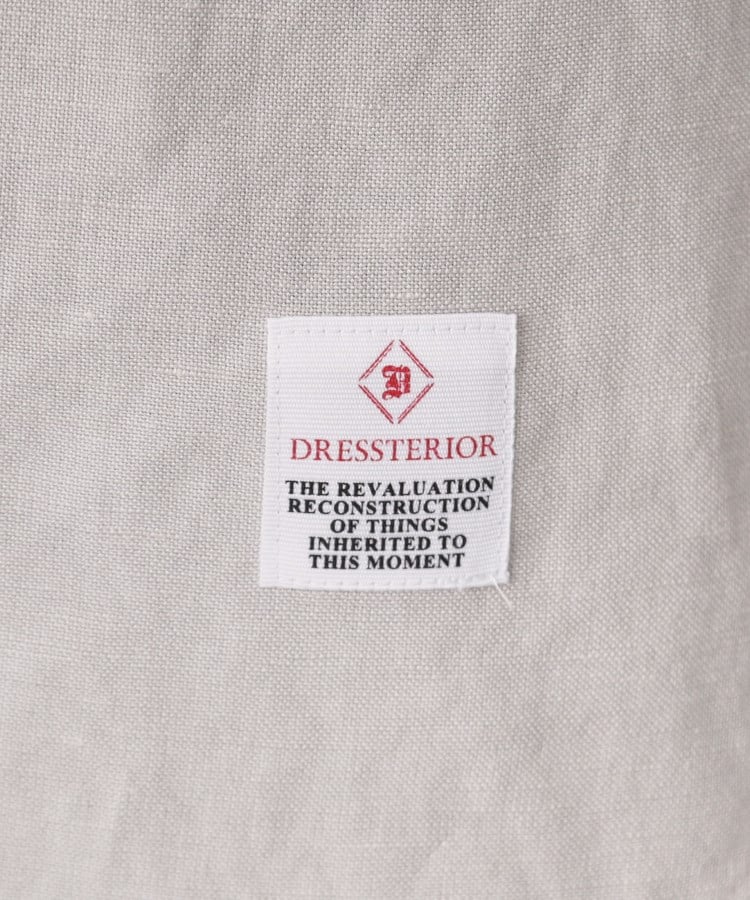 D
DRESSTERIOR
THE REVALUATION
RECONSTRUCTION
OF THINGS
INHERITED TO
THIS MOMENT